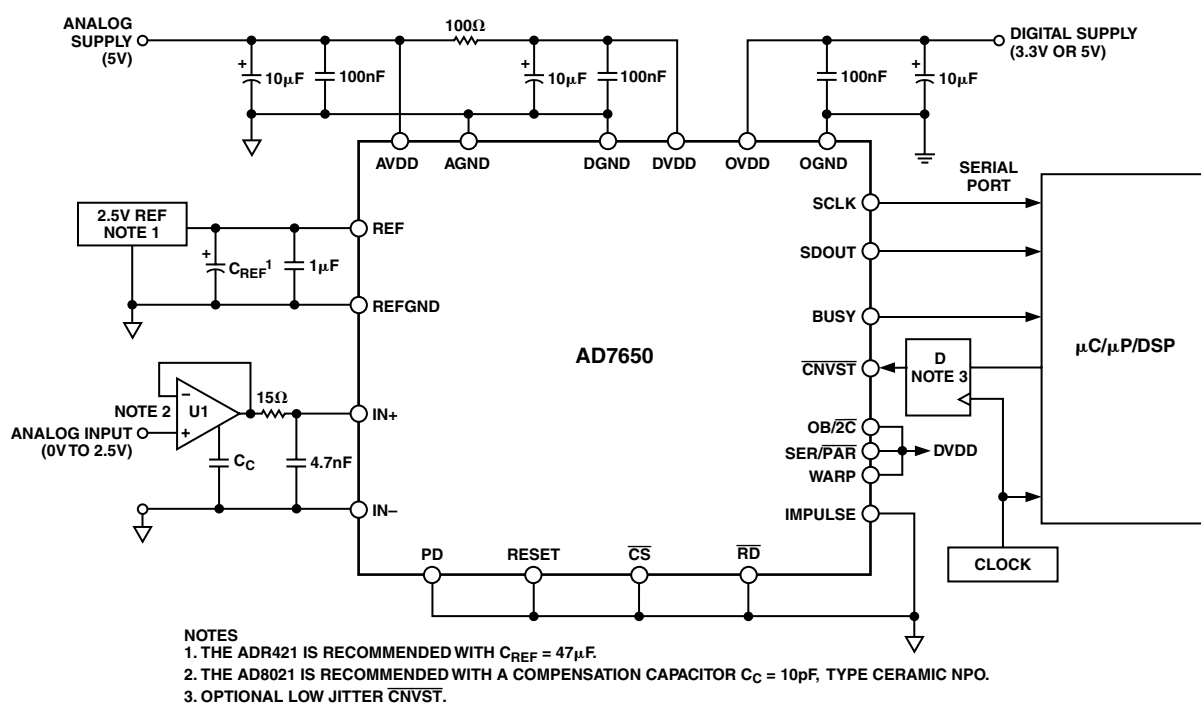 ANALOG
SUPPLY
(5V)
100Ω
DIGITAL SUPPLY
(3.3V OR 5V)
+
10μF
100nF
+
10μF
100nF
100nF
+
10μF
AVDD
AGND
DGND
DVDD
OVDD
OGND
SERIAL
PORT
2.5V REF
NOTE 1
REF
SCLK
+
C_REF¹
1μF
SDOUT
REFGND
BUSY
AD7650
μC/μP/DSP
CNVST
D
NOTE 3
NOTE 2
−
U1
+
15Ω
IN+
ANALOG INPUT
(0V TO 2.5V)
OB/2C
SER/PAR
DVDD
WARP
C_C
4.7nF
IN–
IMPULSE
PD
RESET
CS
RD
CLOCK
NOTES
1. THE ADR421 IS RECOMMENDED WITH C_REF = 47μF.
2. THE AD8021 IS RECOMMENDED WITH A COMPENSATION CAPACITOR C_C = 10pF, TYPE CERAMIC NPO.
3. OPTIONAL LOW JITTER CNVST.